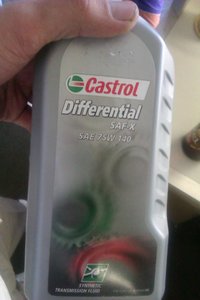 Castrol
Differential
SAF-X
SAE 75W 140
SYNTHETIC
TRANSMISSION FLUID